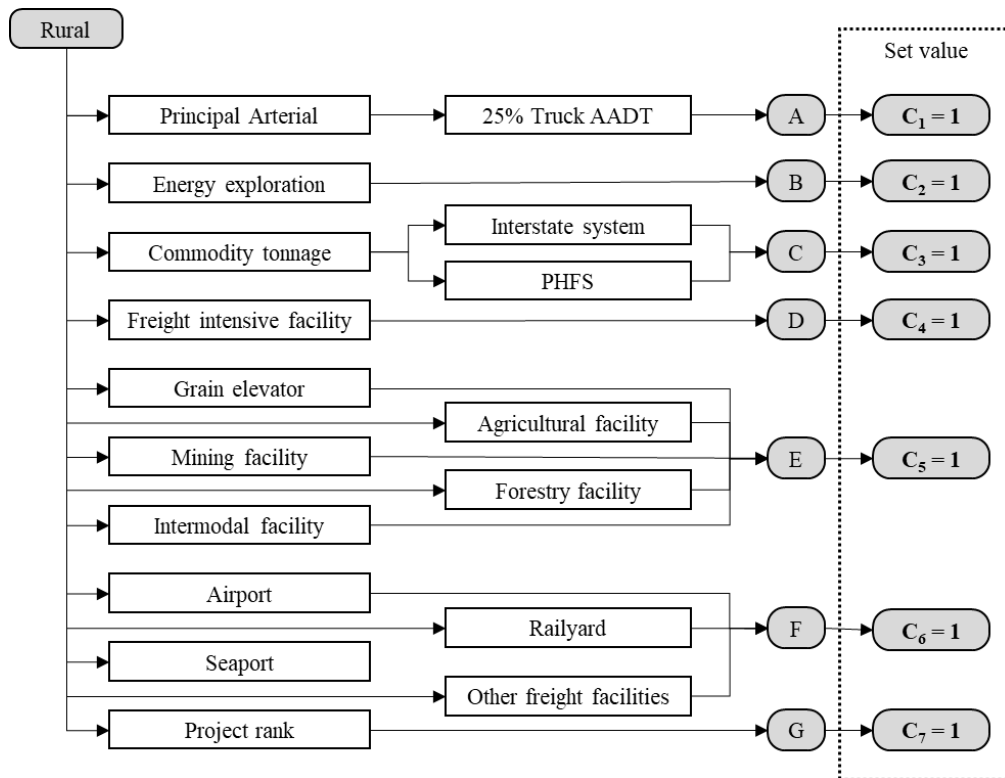 Rural
Set value
Principal Arterial
25% Truck AADT
A
C₁ = 1
Energy exploration
B
C₂ = 1
Commodity tonnage
Interstate system
PHFS
C
C₃ = 1
Freight intensive facility
D
C₄ = 1
Grain elevator
Agricultural facility
Mining facility
Forestry facility
Intermodal facility
E
C₅ = 1
Airport
Railyard
Seaport
Other freight facilities
F
C₆ = 1
Project rank
G
C₇ = 1